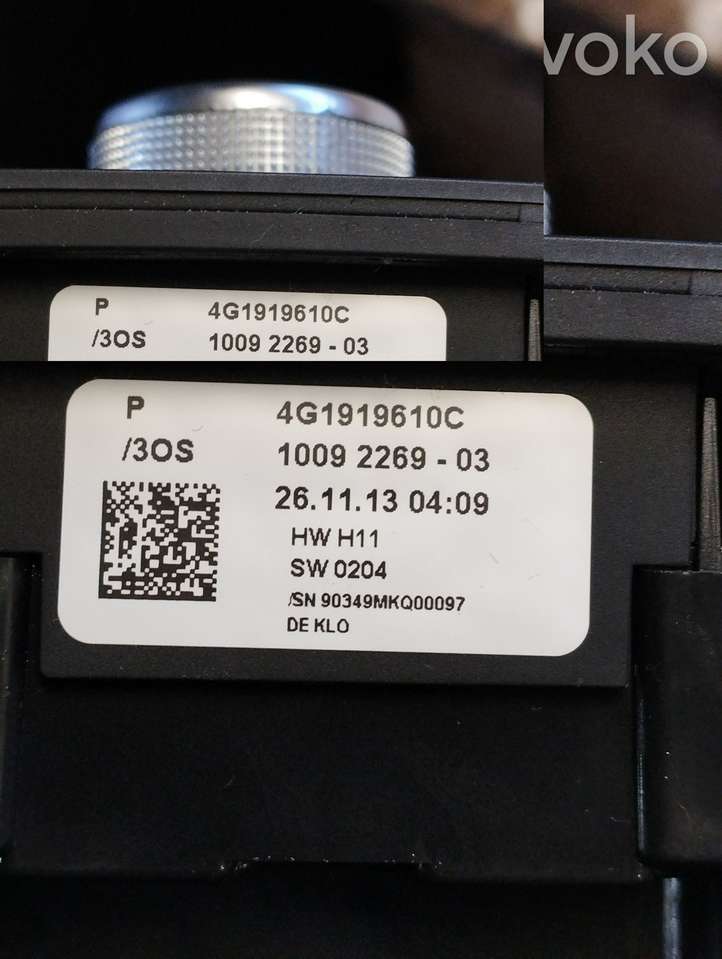 voko
P 4G1919610C
/3OS 1009 2269 - 03
P 4G1919610C
/3OS 1009 2269 - 03
26.11.13 04:09
HW H11
SW 0204
/SN 90349MKQ00097
DE KLO